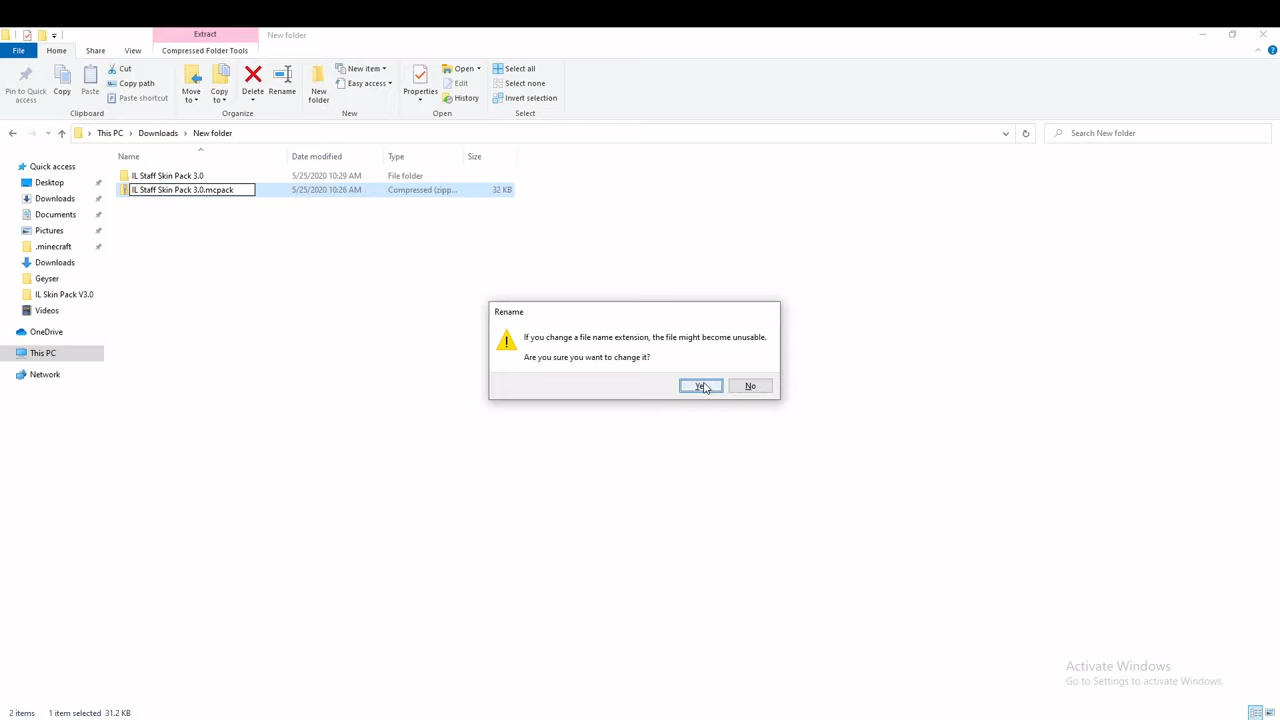 Extract
New folder
File
Home
Share
View
Compressed Folder Tools
Pin to Quick
access
Copy
Paste
Cut
Copy path
Paste shortcut
Clipboard
Move
to
Copy
to
Delete
Rename
Organize
New
folder
New item
Easy access
New
Properties
Open
Edit
History
Open
Select all
Select none
Invert selection
Select
This PC
Downloads
New folder
Search New folder
Name
Date modified
Type
Size
IL Staff Skin Pack 3.0
5/25/2020 10:29 AM
File folder
IL Staff Skin Pack 3.0.mcpack
5/25/2020 10:26 AM
Compressed (zipp...
32 KB
Quick access
Desktop
Downloads
Documents
Pictures
.minecraft
Downloads
Geyser
IL Skin Pack V3.0
Videos
OneDrive
This PC
Network
Rename
If you change a file name extension, the file might become unusable.
Are you sure you want to change it?
No
Activate Windows
Go to Settings to activate Windows.
2 items
1 item selected 31.2 KB